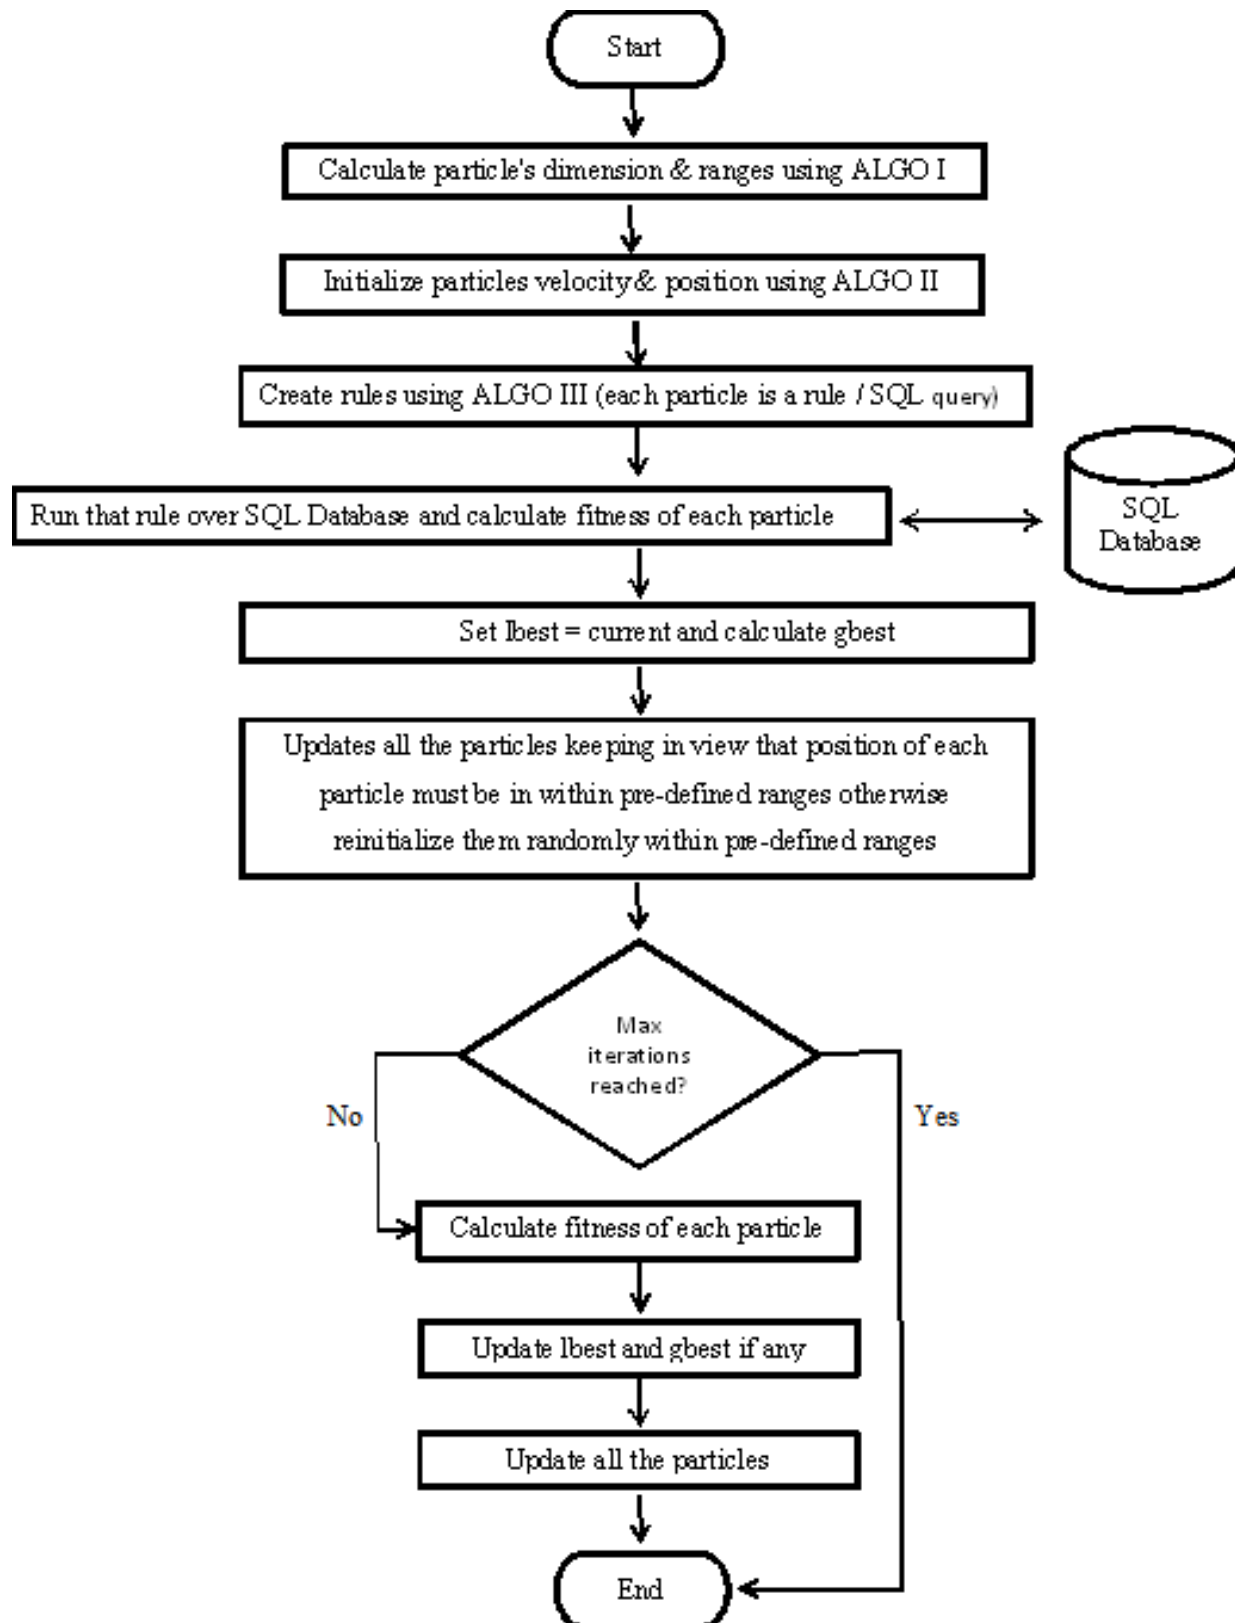 Start
Calculate particle's dimension & ranges using ALGO I
Initialize particles velocity & position using ALGO II
Create rules using ALGO III (each particle is a rule / SQL query)
Run that rule over SQL Database and calculate fitness of each particle
SQL
Database
Set lbest = current and calculate gbest
Updates all the particles keeping in view that position of each
particle must be in within pre-defined ranges otherwise
reinitialize them randomly within pre-defined ranges
Max
iterations
reached?
No
Yes
Calculate fitness of each particle
Update lbest and gbest if any
Update all the particles
End